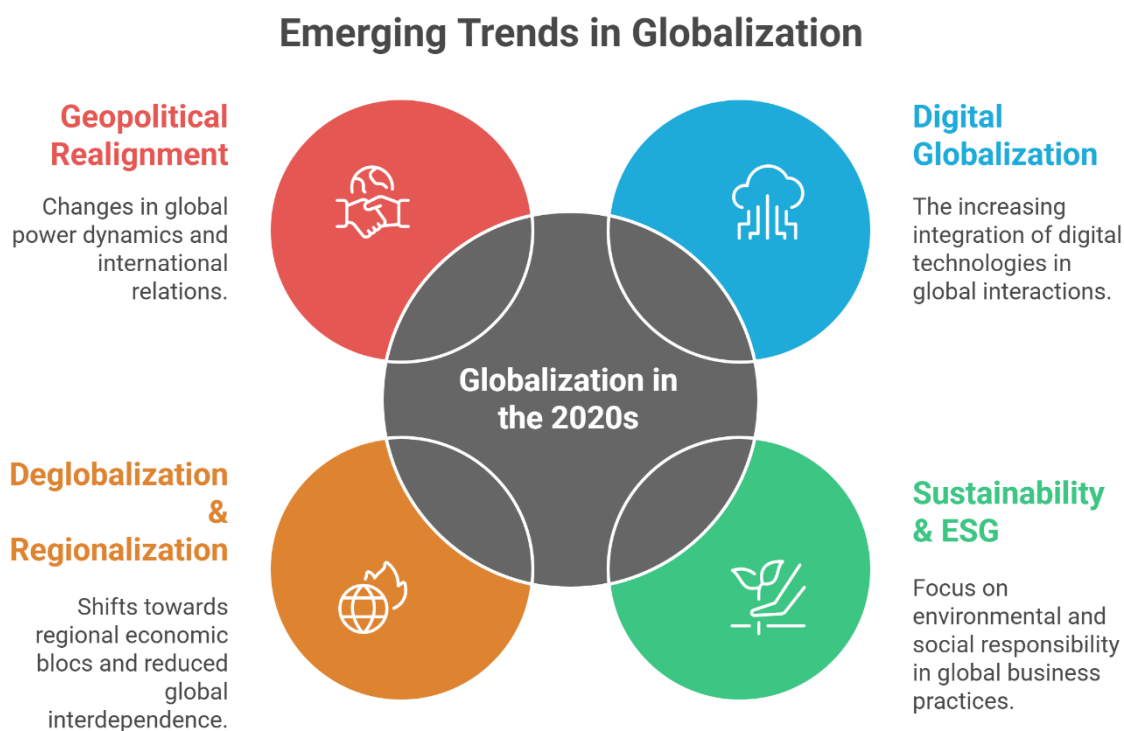 Emerging Trends in Globalization
Geopolitical
Realignment
Changes in global
power dynamics and
international
relations.
Digital
Globalization
The increasing
integration of digital
technologies in
global interactions.
Globalization in
the 2020s
Deglobalization
&
Regionalization
Shifts towards
regional economic
blocs and reduced
global
interdependence.
Sustainability
& ESG
Focus on
environmental and
social responsibility
in global business
practices.